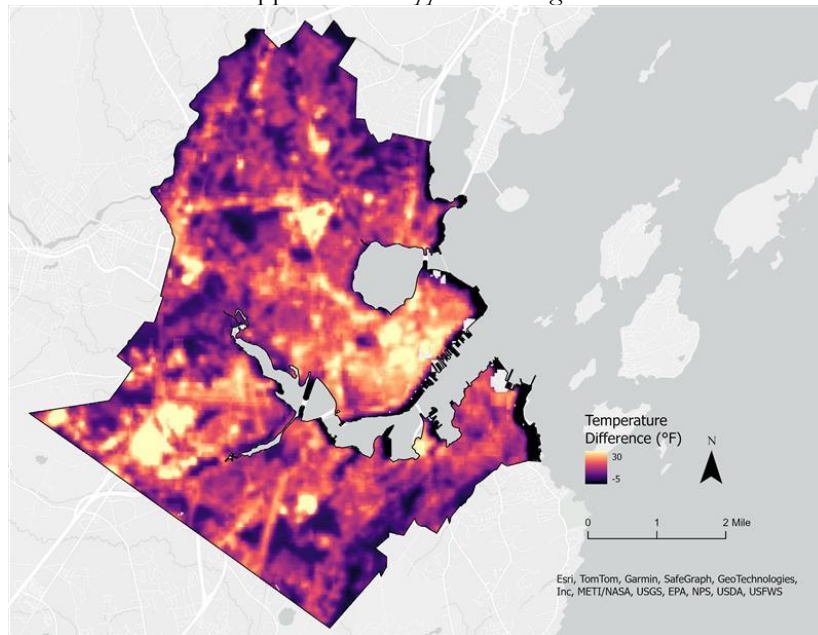 Temperature
Difference (°F)
30
-5
N
0 1 2 Mile
Esri, TomTom, Garmin, SafeGraph, GeoTechnologies,
Inc, METI/NASA, USGS, EPA, NPS, USDA, USFWS